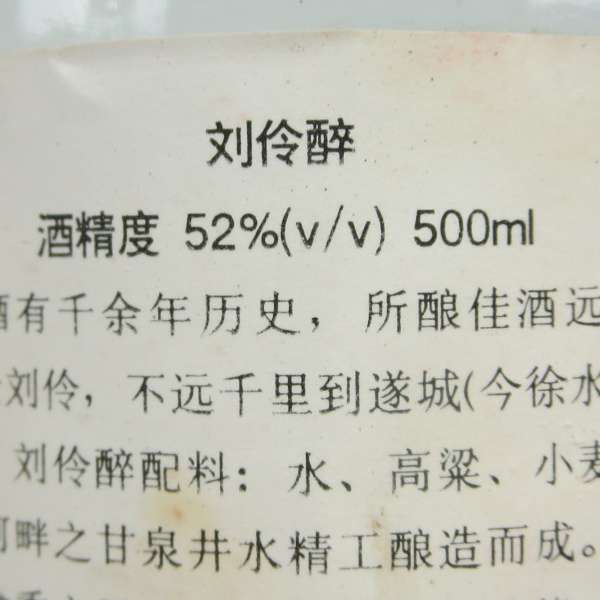 刘伶醉
酒精度 52%(v/v) 500ml
酒有千余年历史，所酿佳酒远
刘伶，不远千里到遂城(今徐水
刘伶醉配料：水、高粱、小麦
河畔之甘泉井水精工酿造而成。